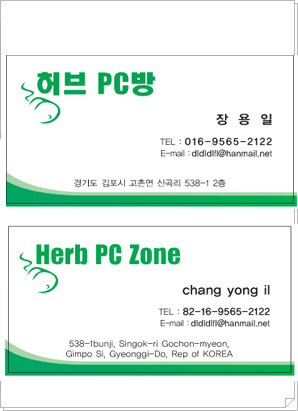 허브 PC방
장 용 일
TEL : 016-9565-2122
E-mail : dldldlfl@hanmail.net
경기도 김포시 고촌면 신곡리 538-1 2층
Herb PC Zone
chang yong il
TEL : 82-16-9565-2122
E-mail : dldldlfl@hanmail.net
538-1bunji, Singok-ri Gochon-myeon,
Gimpo Si, Gyeonggi-Do, Rep of KOREA